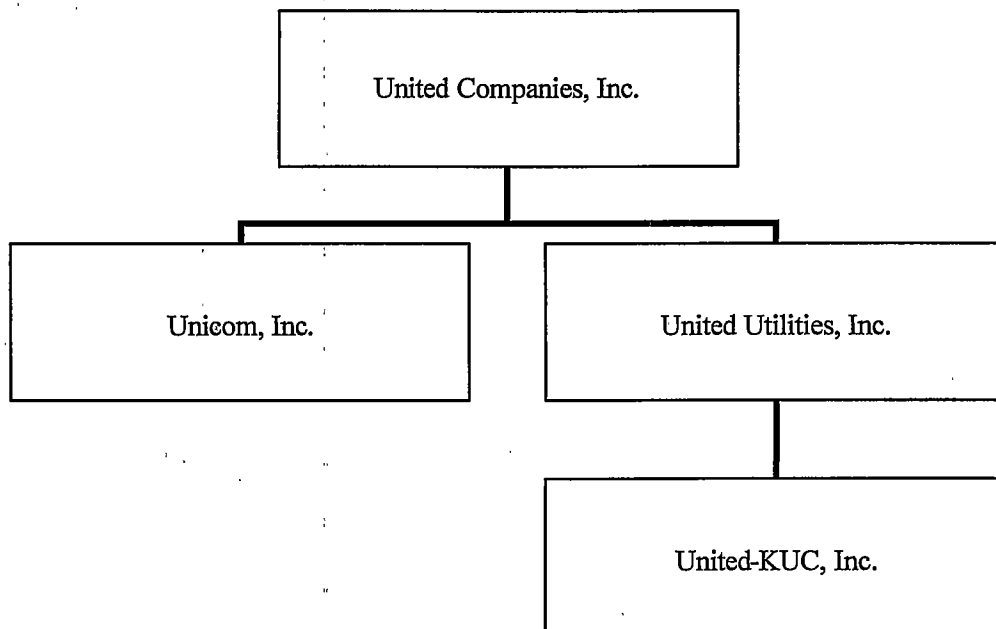 United Companies, Inc.
Unicom, Inc.
United Utilities, Inc.
United-KUC, Inc.